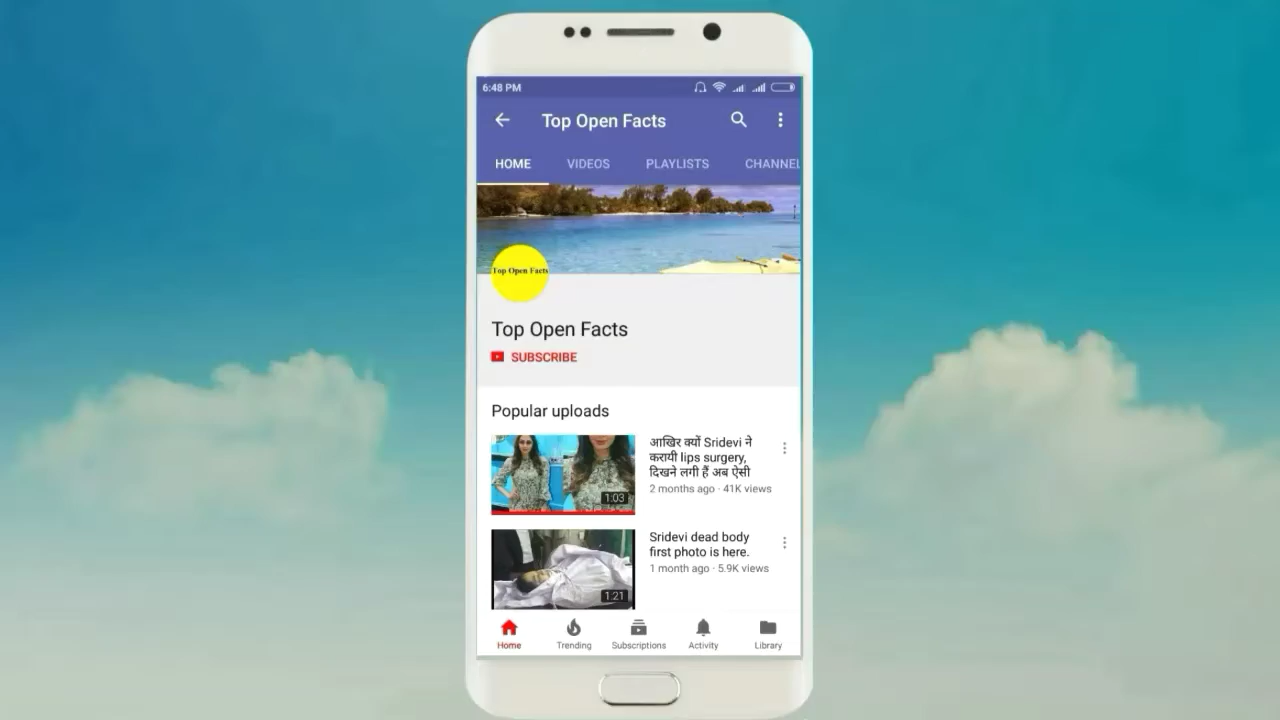 6:48 PM
Top Open Facts
HOME VIDEOS PLAYLISTS CHANNEL
Top Open Facts
Top Open Facts
SUBSCRIBE
Popular uploads
आखिर क्यों Sridevi ने
करायी lips surgery,
दिखने लगी हैं अब ऐसी
2 months ago · 41K views
1:03
Sridevi dead body
first photo is here.
1 month ago · 5.9K views
1:21
Home Trending Subscriptions Activity Library